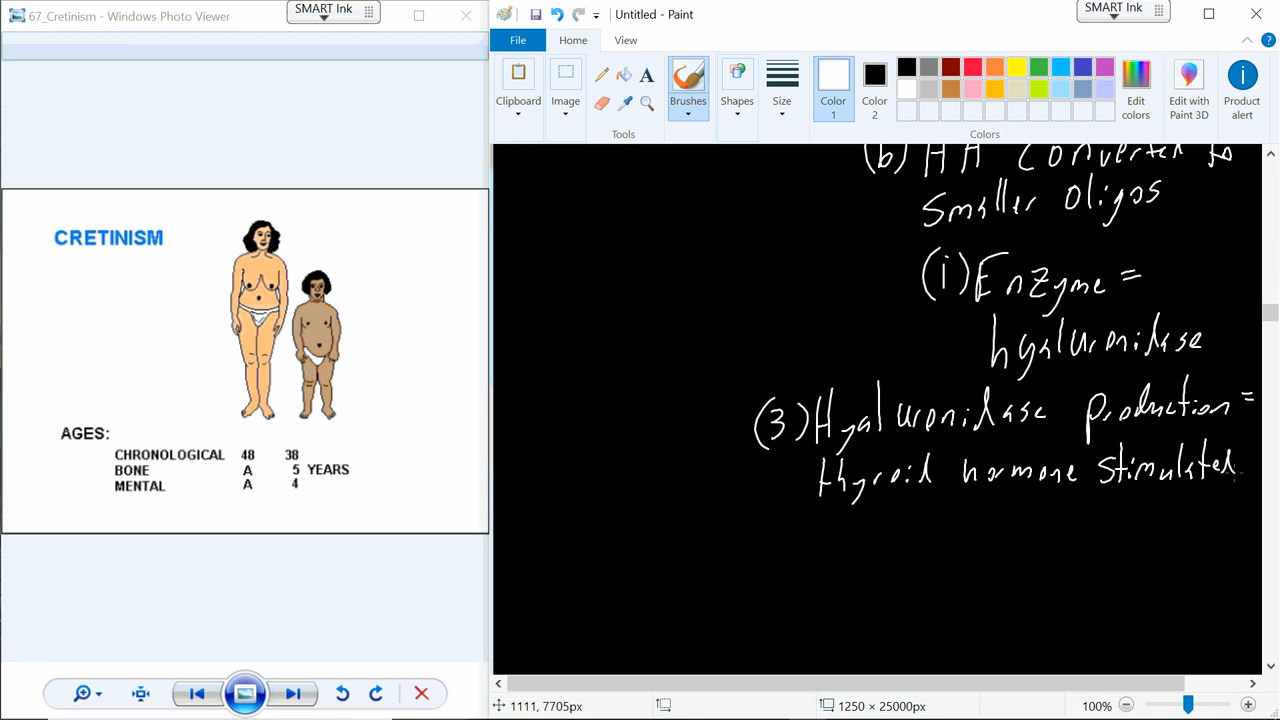 67_Cretinism - Windows Photo Viewer
SMART Ink
CRETINISM
AGES:
CHRONOLOGICAL 48 38
BONE A 5 YEARS
MENTAL A 4
Untitled - Paint
SMART Ink
File Home View
Clipboard
Image
Tools
Brushes
Shapes
Size
Color 1
Color 2
Edit colors
Colors
Edit with Paint 3D
Product alert
(b) HA converted to
smaller oligos
(i) Enzyme =
hyaluronidase
(3) Hyaluronidase production =
thyroid hormone stimulated
1111, 7705px
1250 × 25000px
100%